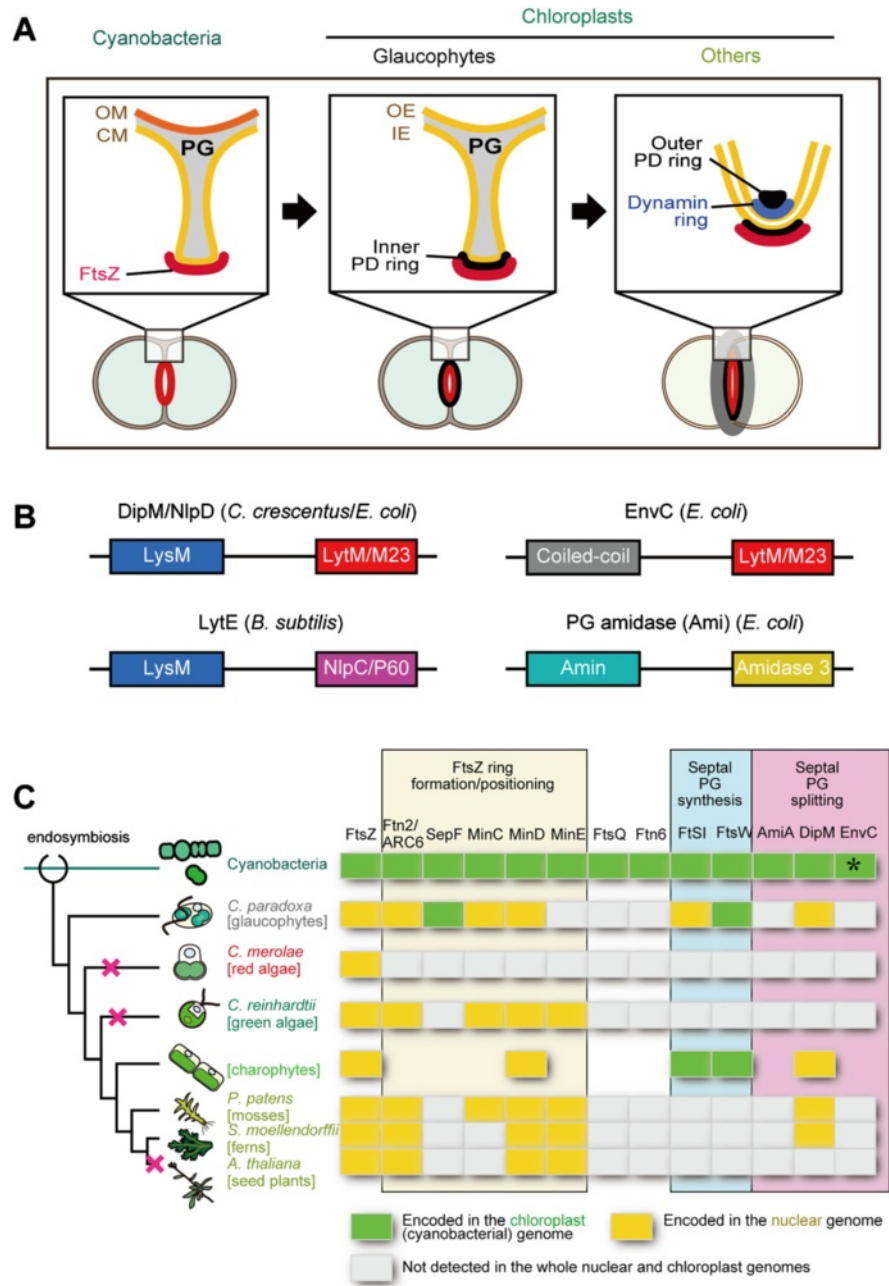 A
Cyanobacteria
Chloroplasts
Glaucophytes
Others
OM
CM
PG
FtsZ
OE
IE
PG
Inner
PD ring
Outer
PD ring
Dynamin
ring
B
DipM/NlpD (C. crescentus/E. coli)
LysM
LytM/M23
EnvC (E. coli)
Coiled-coil
LytM/M23
LytE (B. subtilis)
LysM
NlpC/P60
PG amidase (Ami) (E. coli)
Amin
Amidase 3
C
FtsZ ring
formation/positioning
Septal
PG
synthesis
Septal
PG
splitting
FtsZ
Ftn2/
ARC6
SepF
MinC
MinD
MinE
FtsQ
Ftn6
FtSI
FtsW
AmiA
DipM
EnvC
endosymbiosis
Cyanobacteria
*
C. paradoxa
[glaucophytes]
C. merolae
[red algae]
C. reinhardtii
[green algae]
[charophytes]
P. patens
[mosses]
S. moellendorffii
[ferns]
A. thaliana
[seed plants]
Encoded in the chloroplast
(cyanobacterial) genome
Encoded in the nuclear genome
Not detected in the whole nuclear and chloroplast genomes